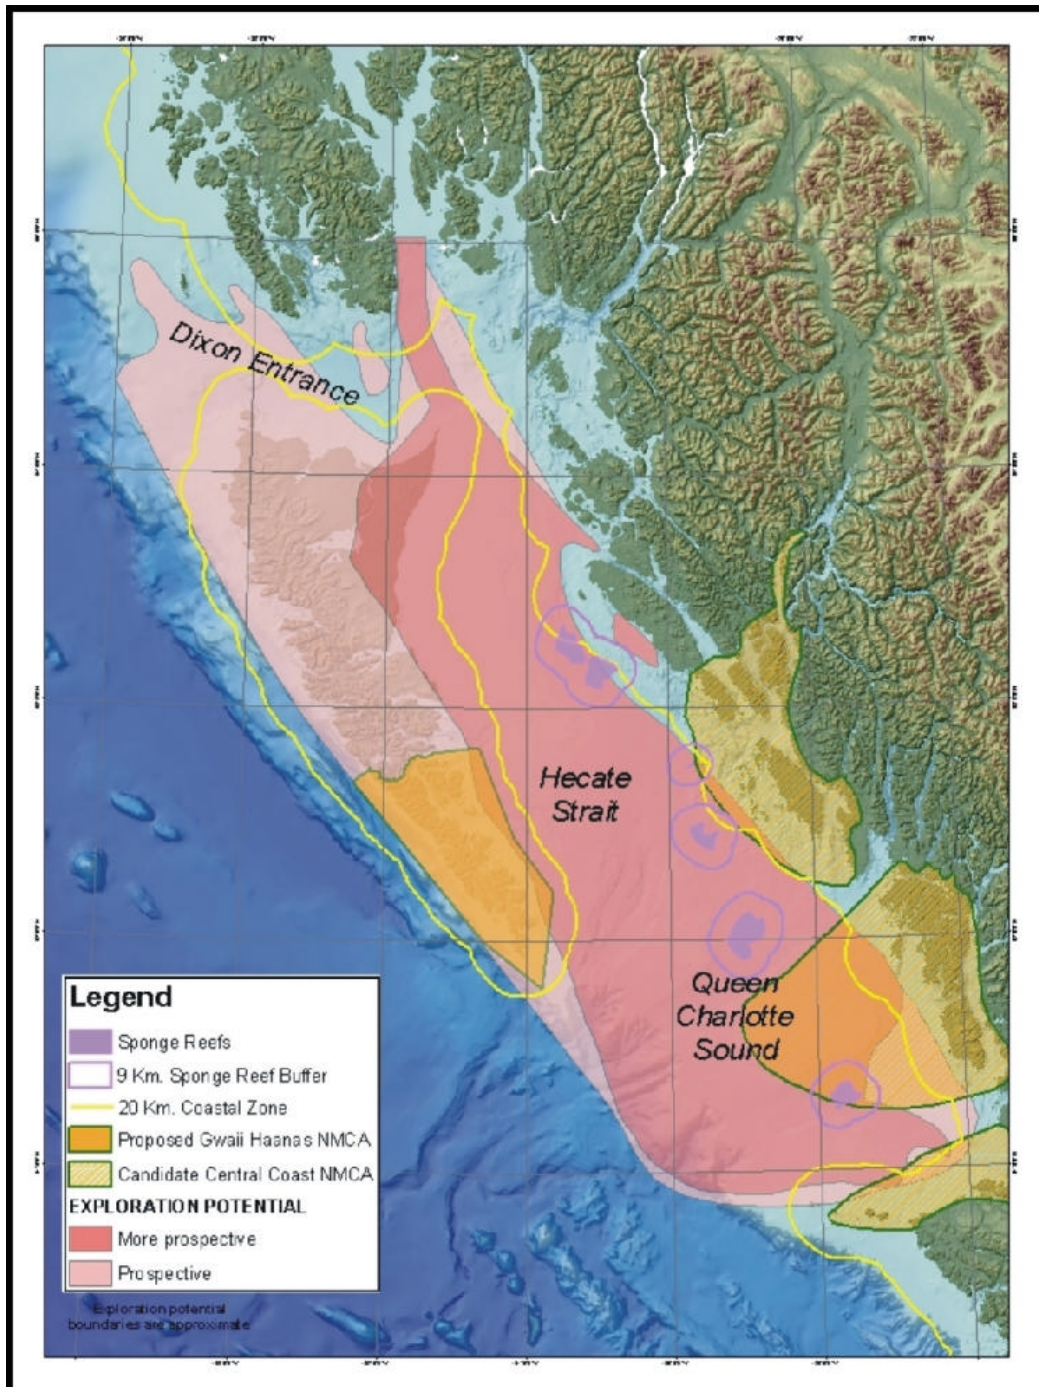 Dixon Entrance
Hecate
Strait
Queen
Charlotte
Sound
Legend
Sponge Reefs
9 Km. Sponge Reef Buffer
20 Km. Coastal Zone
Proposed Gwaii Haanas NMCA
Candidate Central Coast NMCA
EXPLORATION POTENTIAL
More prospective
Prospective
Exploration potential
boundaries are approximate